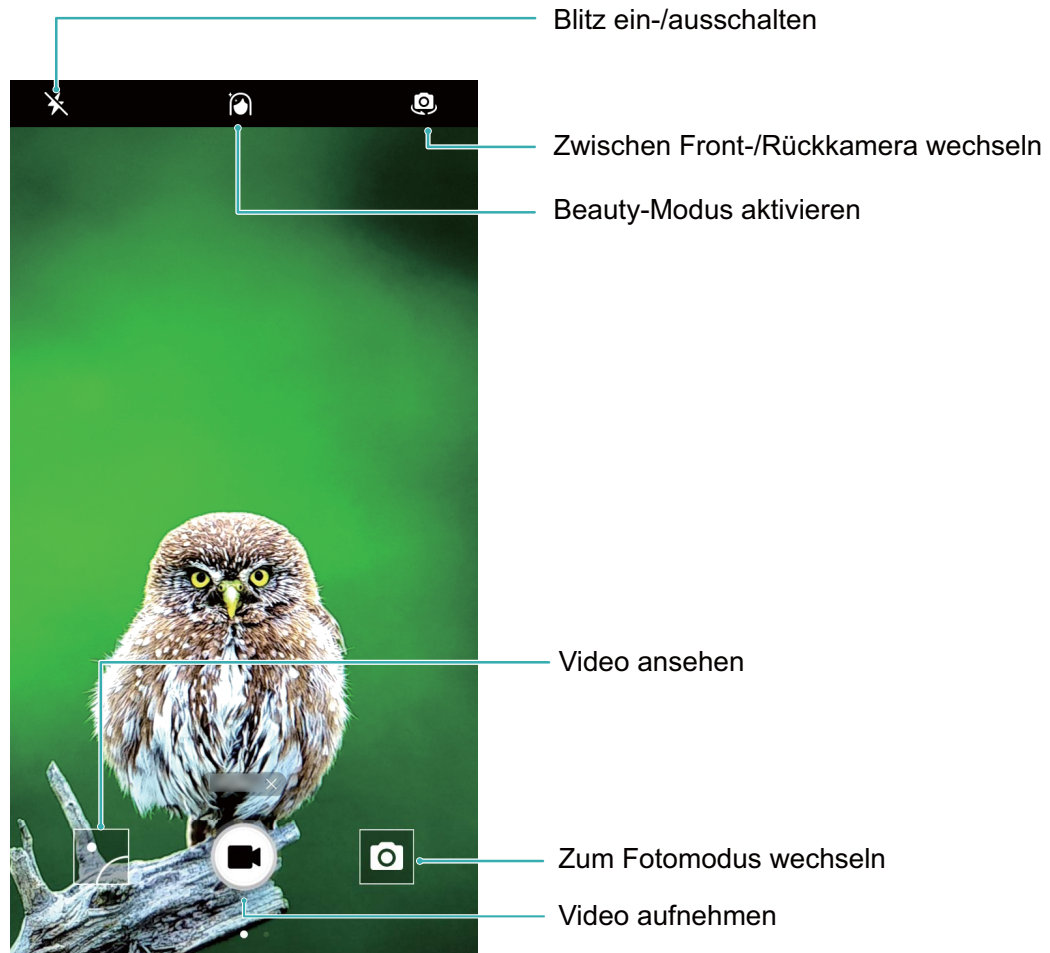 Blitz ein-/ausschalten
Zwischen Front-/Rückkamera wechseln
Beauty-Modus aktivieren
Video ansehen
Zum Fotomodus wechseln
Video aufnehmen